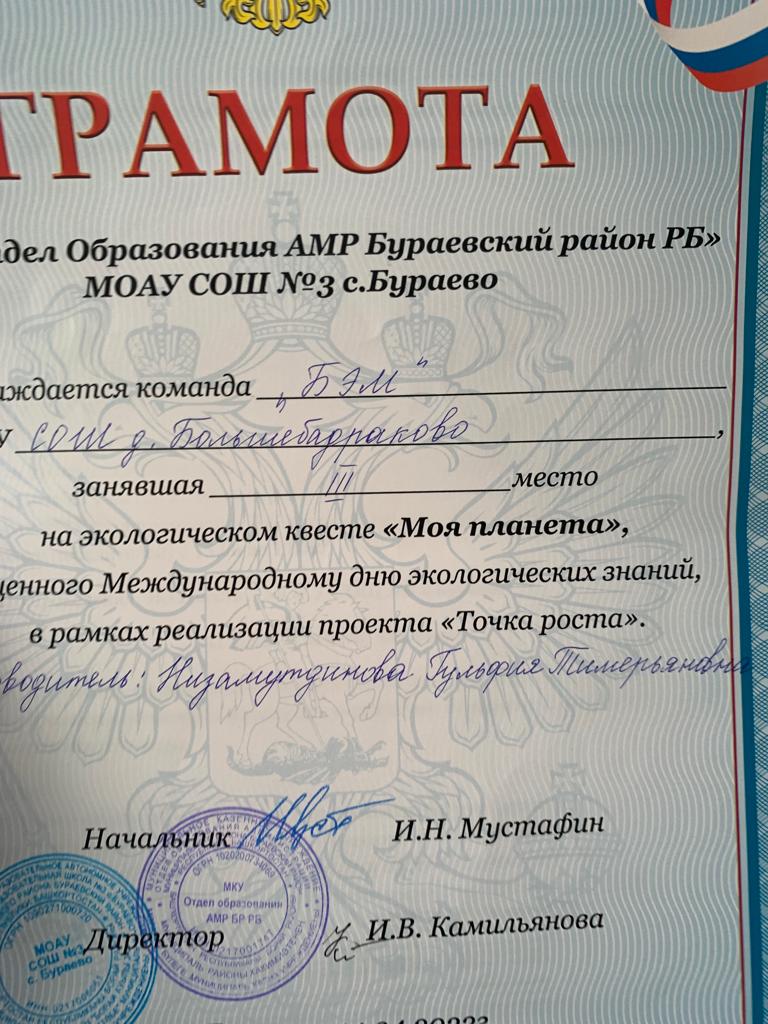 ГРАМОТА
дел Образования АМР Бураевский район РБ»
МОАУ СОШ №3 с.Бураево
ждается команда „БЭМ"
у СОШ д. Большебадраково,
занявшая III место
на экологическом квесте «Моя планета»,
щенного Международному дню экологических знаний,
в рамках реализации проекта «Точка роста».
водитель: Низамутдинова Гульфия Тимерьяновна
Начальник И.Н. Мустафин
МКУ
Отдел образования
АМР БР РБ
Директор И.В. Камильянова
МОАУ
СОШ №3
с. Бураево